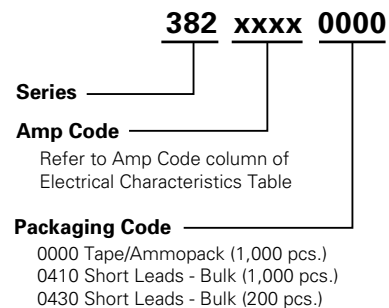 382 xxxx 0000
Series
Amp Code
Refer to Amp Code column of
Electrical Characteristics Table
Packaging Code
0000 Tape/Ammopack (1,000 pcs.)
0410 Short Leads - Bulk (1,000 pcs.)
0430 Short Leads - Bulk (200 pcs.)